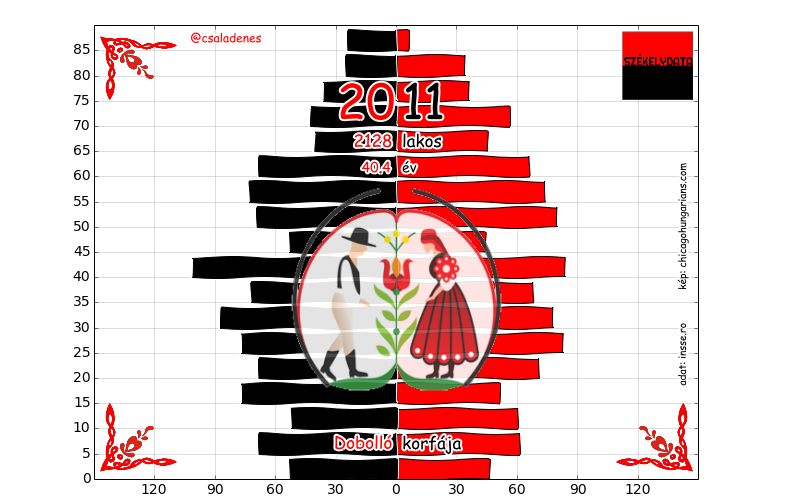 @csaladenes
SZÉKELYDATA
2011
2128 lakos
40.4 év
kép: chicagohungarians.com
adat: insse.ro
Dobolló korfája
85
80
75
70
65
60
55
50
45
40
35
30
25
20
15
10
5
0
120 90 60 30 0 30 60 90 120